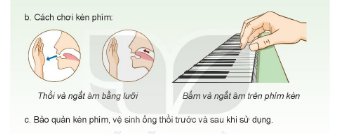 b. Cách chơi kèn phím:
Thổi và ngắt âm bằng lưỡi
Bấm và ngắt âm trên phím kèn
c. Bảo quản kèn phím, vệ sinh ống thổi trước và sau khi sử dụng.